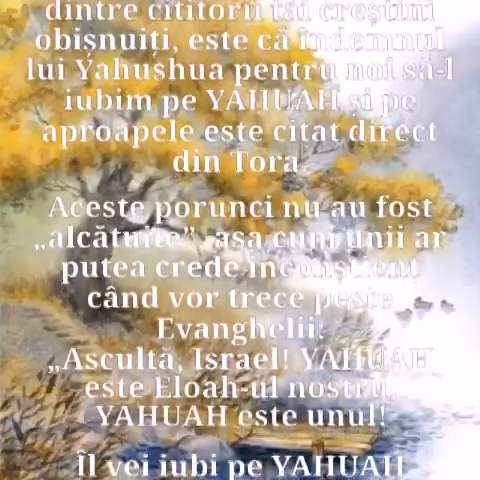 dintre cititorii tăi creștini
obișnuiți, este că îndemnul
lui Yahushua pentru noi să-l
iubim pe YAHUAH și pe
aproapele este citat direct
din Tora.
Aceste porunci nu au fost
„alcătuite”, așa cum unii ar
putea crede inconștient
când vor trece peste
Evanghelii:
„Ascultă, Israel! YAHUAH
este Eloah-ul nostru,
YAHUAH este unul!
Îl vei iubi pe YAHUAH